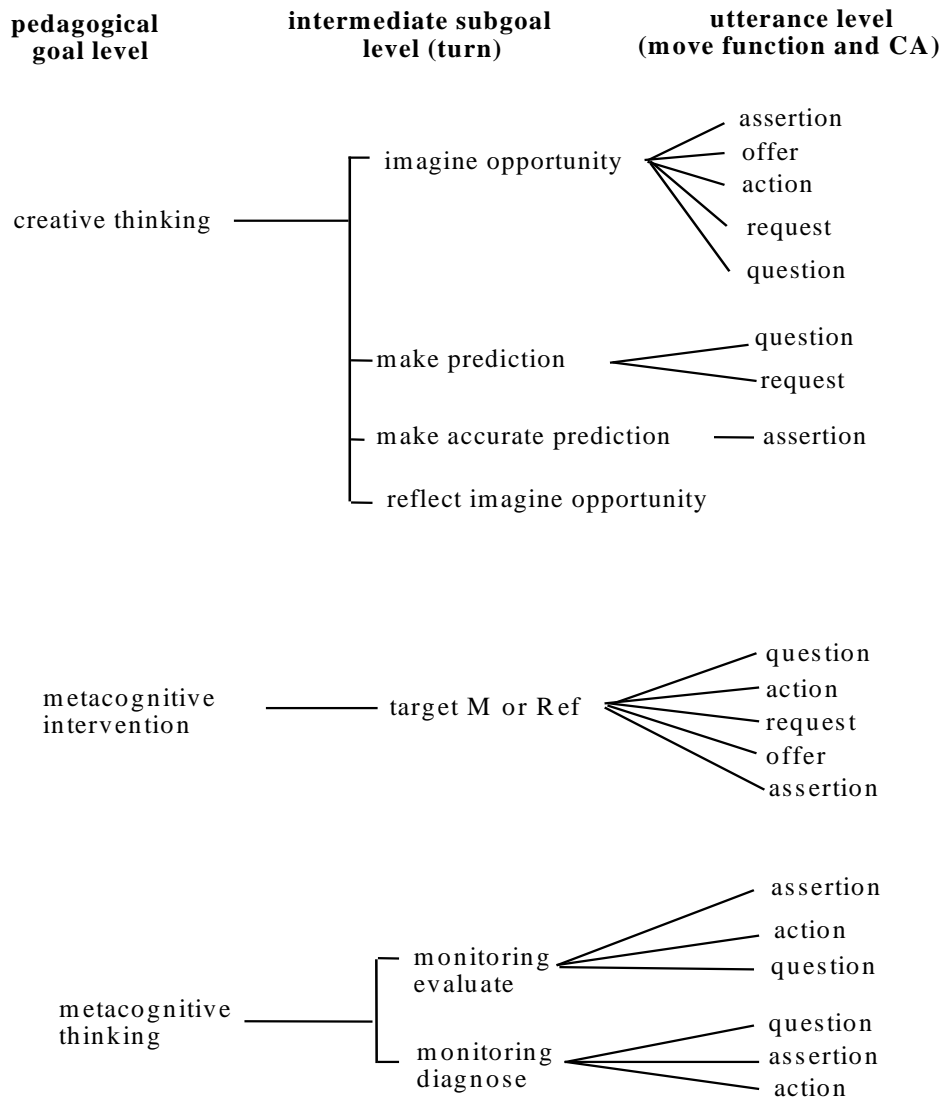 pedagogical
goal level
intermediate subgoal
level (turn)
utterance level
(move function and CA)
creative thinking
imagine opportunity
assertion
offer
action
request
question
make prediction
question
request
make accurate prediction
assertion
reflect imagine opportunity
metacognitive
intervention
target M or Ref
question
action
request
offer
assertion
metacognitive
thinking
monitoring
evaluate
assertion
action
question
monitoring
diagnose
question
assertion
action